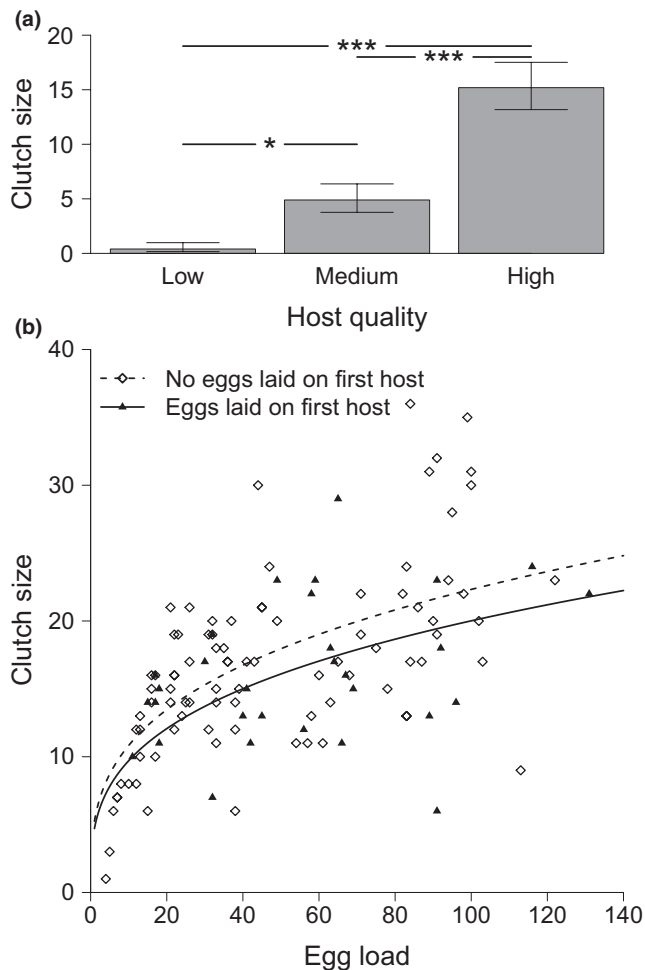 (a)
20
15
10
5
0
Clutch size
***
***
*
Low Medium High
Host quality
(b)
40
30
20
10
0
Clutch size
No eggs laid on first host
Eggs laid on first host
0 20 40 60 80 100 120 140
Egg load